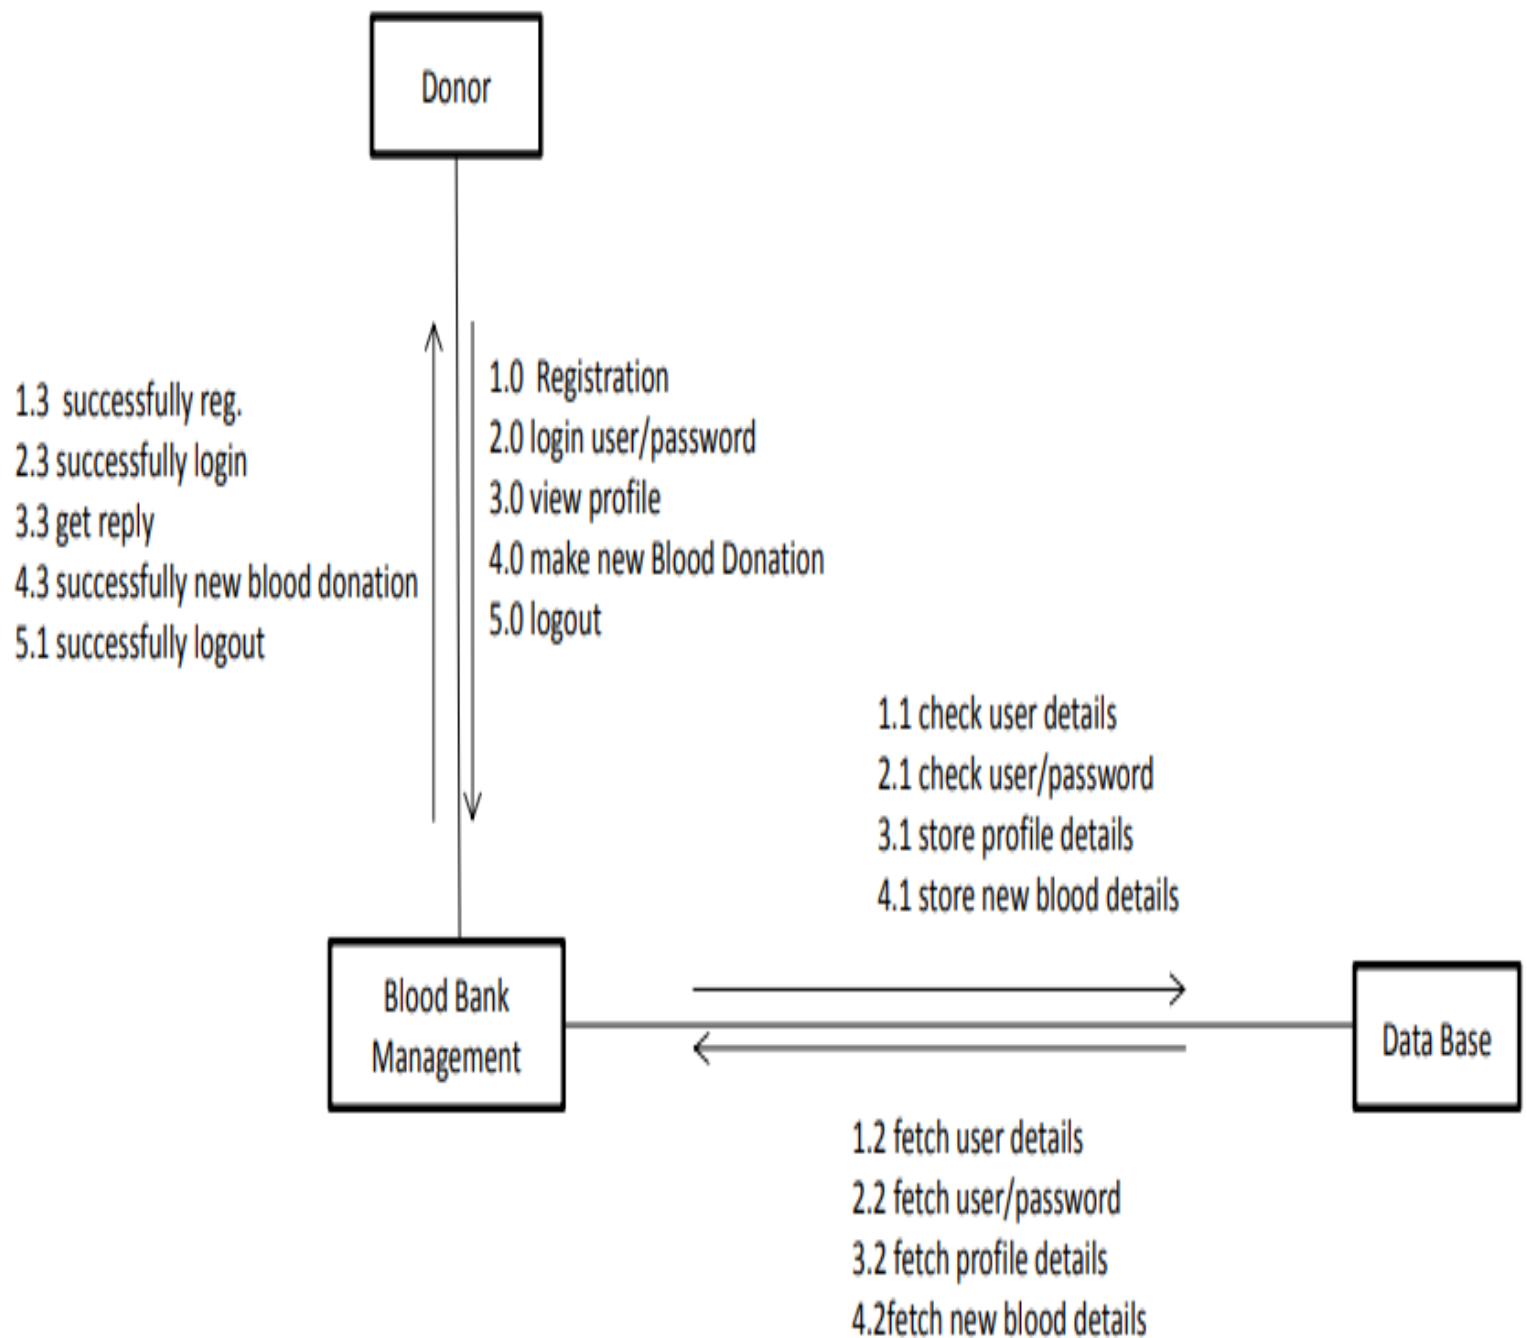 Donor
1.3 successfully reg.
2.3 successfully login
3.3 get reply
4.3 successfully new blood donation
5.1 successfully logout
1.0 Registration
2.0 login user/password
3.0 view profile
4.0 make new Blood Donation
5.0 logout
1.1 check user details
2.1 check user/password
3.1 store profile details
4.1 store new blood details
Blood Bank
Management
Data Base
1.2 fetch user details
2.2 fetch user/password
3.2 fetch profile details
4.2fetch new blood details